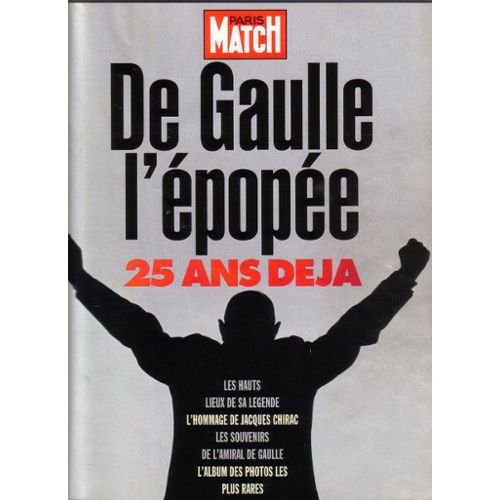 PARIS
MATCH
De Gaulle
l'épopée
25 ANS DEJA
LES HAUTS
LIEUX DE SA LEGENDE
L'HOMMAGE DE JACQUES CHIRAC
LES SOUVENIRS
DE L'AMIRAL DE GAULLE
L'ALBUM DES PHOTOS LES
PLUS RARES